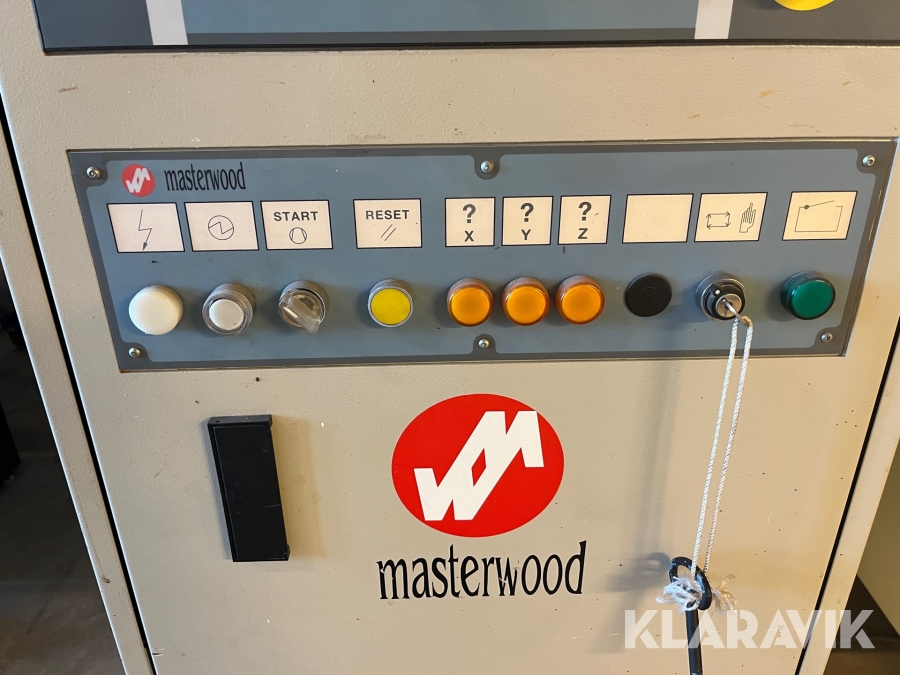 masterwood
START
RESET
? ? ?
X Y Z
masterwood
KLARAVIK